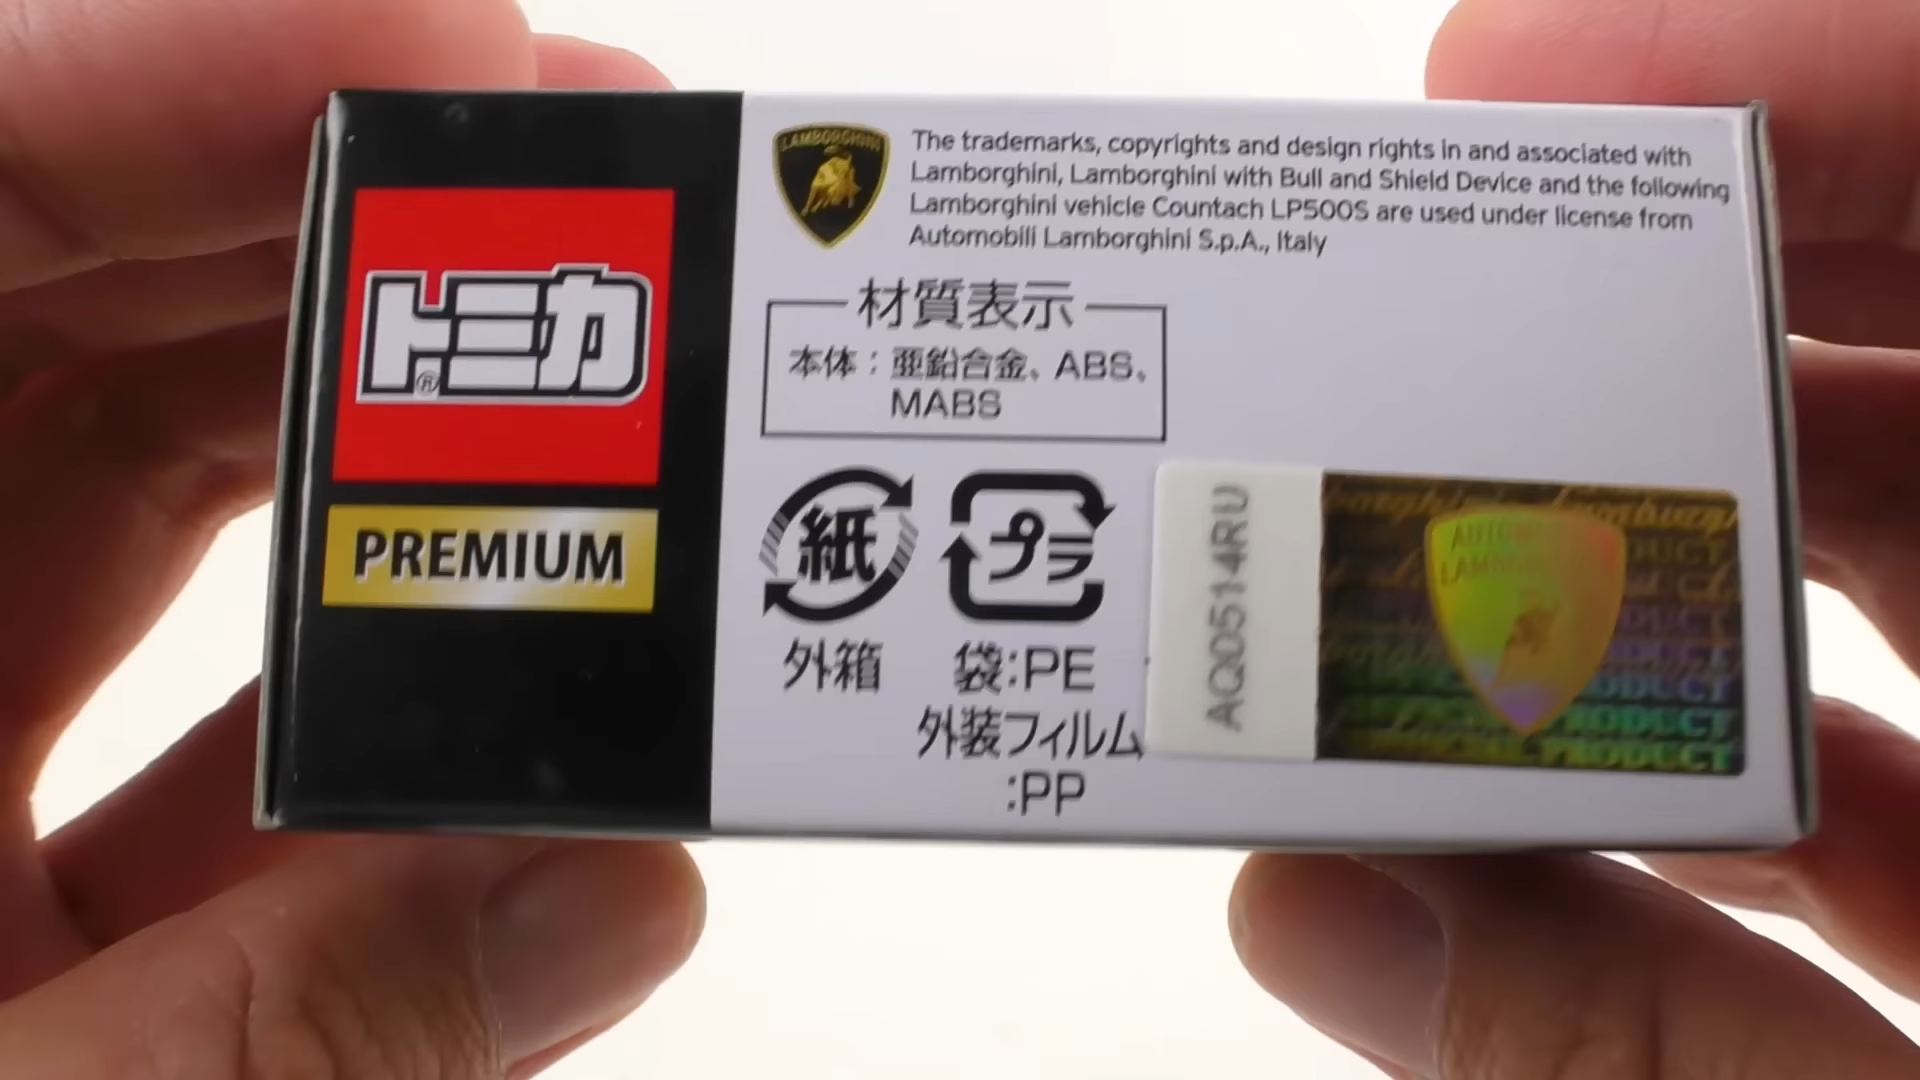 トミカ
®
PREMIUM
LAMBORGHINI
The trademarks, copyrights and design rights in and associated with
Lamborghini, Lamborghini with Bull and Shield Device and the following
Lamborghini vehicle Countach LP500S are used under license from
Automobili Lamborghini S.p.A., Italy
材質表示
本体：亜鉛合金、ABS、
MABS
紙
外箱
プラ
袋:PE
外装フィルム
:PP
AQ0514RU
PRODUCT
PRODUCT
PRODUCT